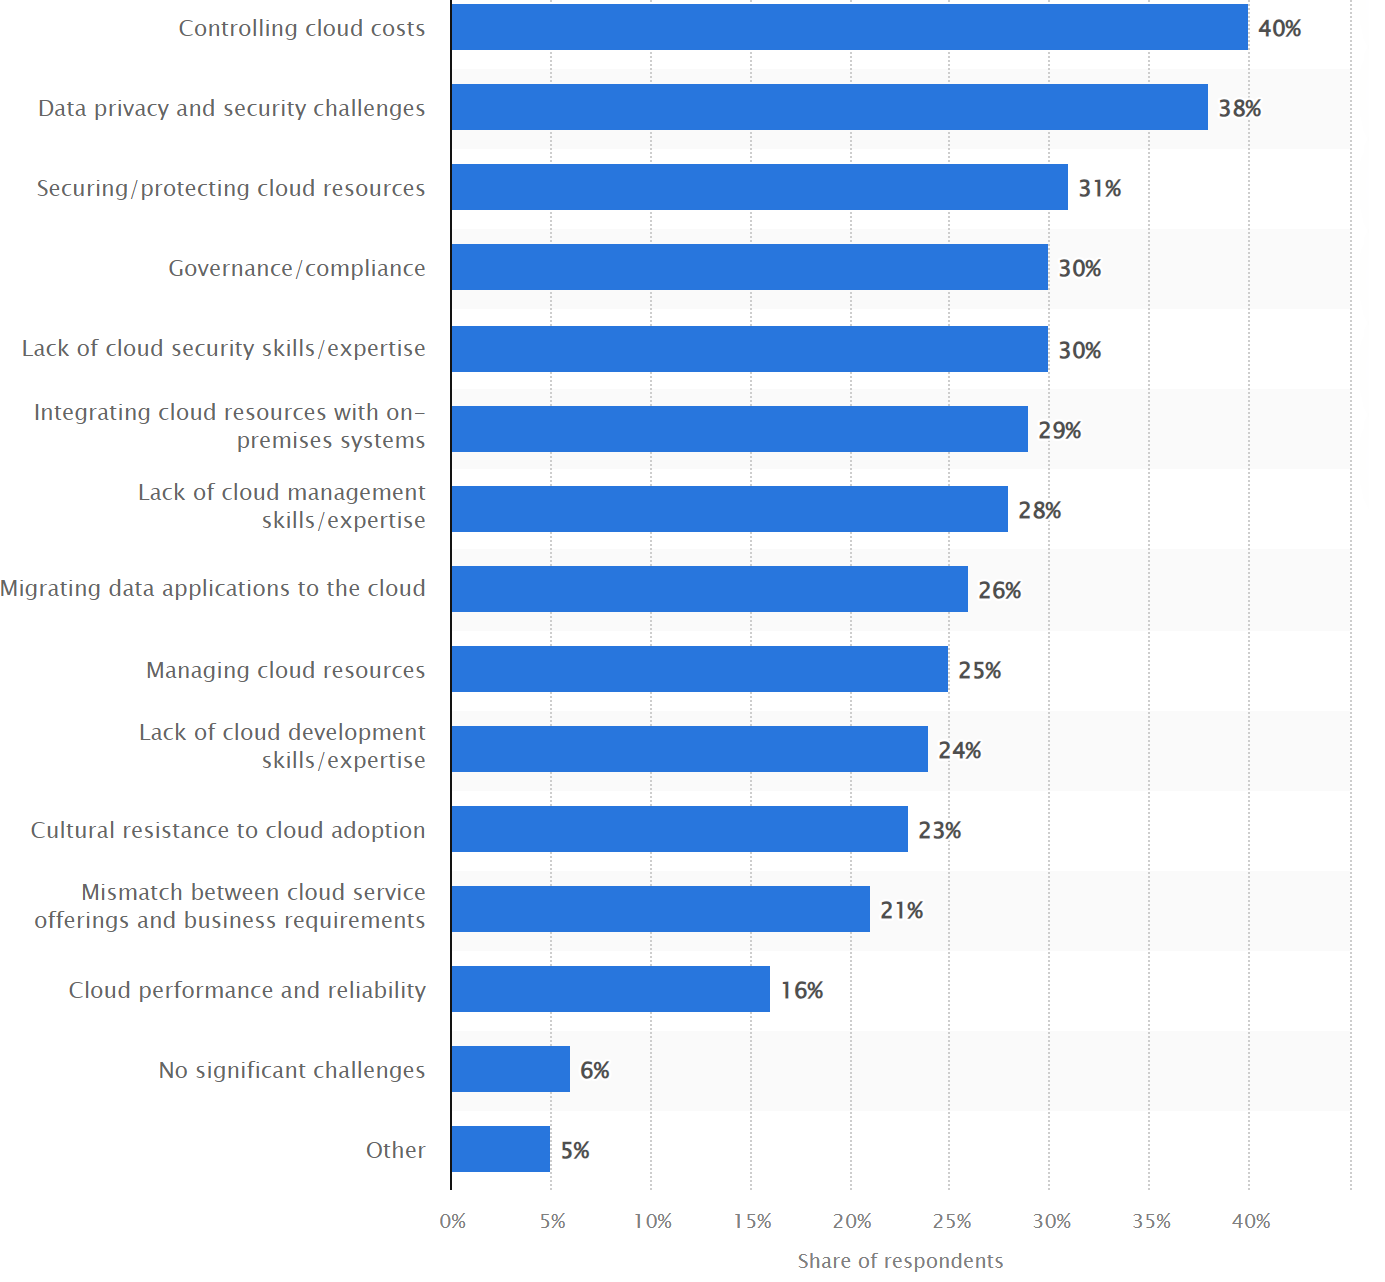 Controlling cloud costs 40%
Data privacy and security challenges 38%
Securing/protecting cloud resources 31%
Governance/compliance 30%
Lack of cloud security skills/expertise 30%
Integrating cloud resources with on-
premises systems 29%
Lack of cloud management
skills/expertise 28%
Migrating data applications to the cloud 26%
Managing cloud resources 25%
Lack of cloud development
skills/expertise 24%
Cultural resistance to cloud adoption 23%
Mismatch between cloud service
offerings and business requirements 21%
Cloud performance and reliability 16%
No significant challenges 6%
Other 5%
0% 5% 10% 15% 20% 25% 30% 35% 40%
Share of respondents